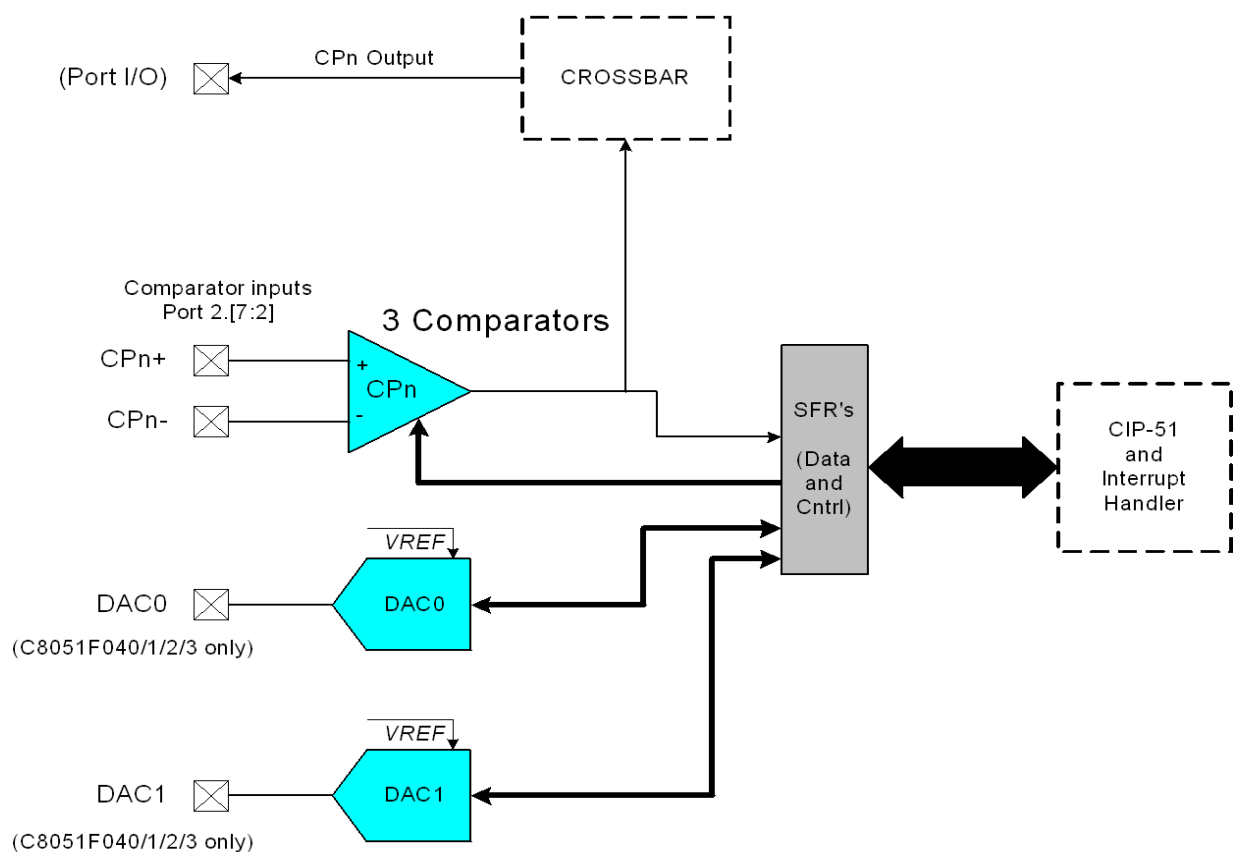 CPn Output
(Port I/O)
CROSSBAR
Comparator inputs
Port 2.[7:2]
3 Comparators
CPn+
+
CPn
CPn-
-
SFR's
(Data
and
Cntrl)
CIP-51
and
Interrupt
Handler
VREF
DAC0
DAC0
(C8051F040/1/2/3 only)
VREF
DAC1
DAC1
(C8051F040/1/2/3 only)